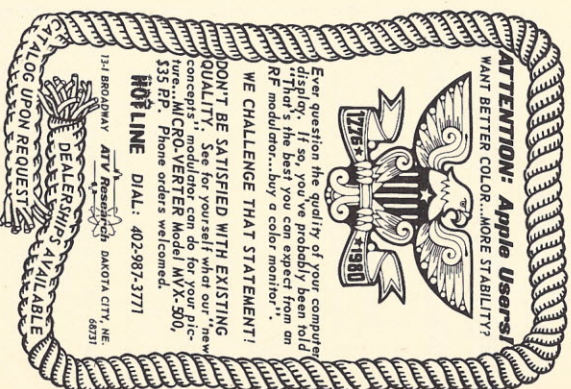 ATTENTION: Apple Users!
WANT BETTER COLOR...MORE STABILITY?
1776★ ★1980
Ever question the quality of your computer
display. If so, you've probably been told
"That's the best you can expect from an
RF modulator...buy a color monitor!".
WE CHALLENGE THAT STATEMENT!
DON'T BE SATISFIED WITH EXISTING
QUALITY. See for yourself what our "new
concepts" modulator can do for your pic-
ture...MICRO-VERTER Model MVX-500,
$35 PP. Phone orders welcomed.
HOTLINE DIAL: 402-987-3771
13-I BROADWAY ATV Research DAKOTA CITY, NE.
68731
DEALERSHIPS AVAILABLE
CATALOG UPON REQUEST